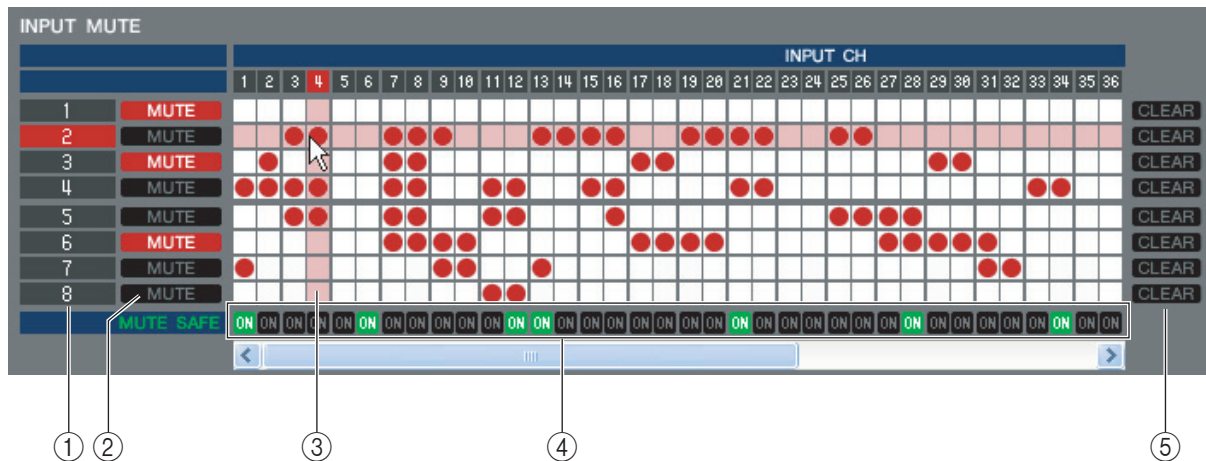 INPUT MUTE
INPUT CH
1 2 3 4 5 6 7 8 9 10 11 12 13 14 15 16 17 18 19 20 21 22 23 24 25 26 27 28 29 30 31 32 33 34 35 36
1 MUTE CLEAR
2 MUTE CLEAR
3 MUTE CLEAR
4 MUTE CLEAR
5 MUTE CLEAR
6 MUTE CLEAR
7 MUTE CLEAR
8 MUTE CLEAR
MUTE SAFE ON ON ON ON ON ON ON ON ON ON ON ON ON ON ON ON ON ON ON ON ON ON ON ON ON ON ON ON ON ON ON ON ON ON ON ON
① ② ③ ④ ⑤